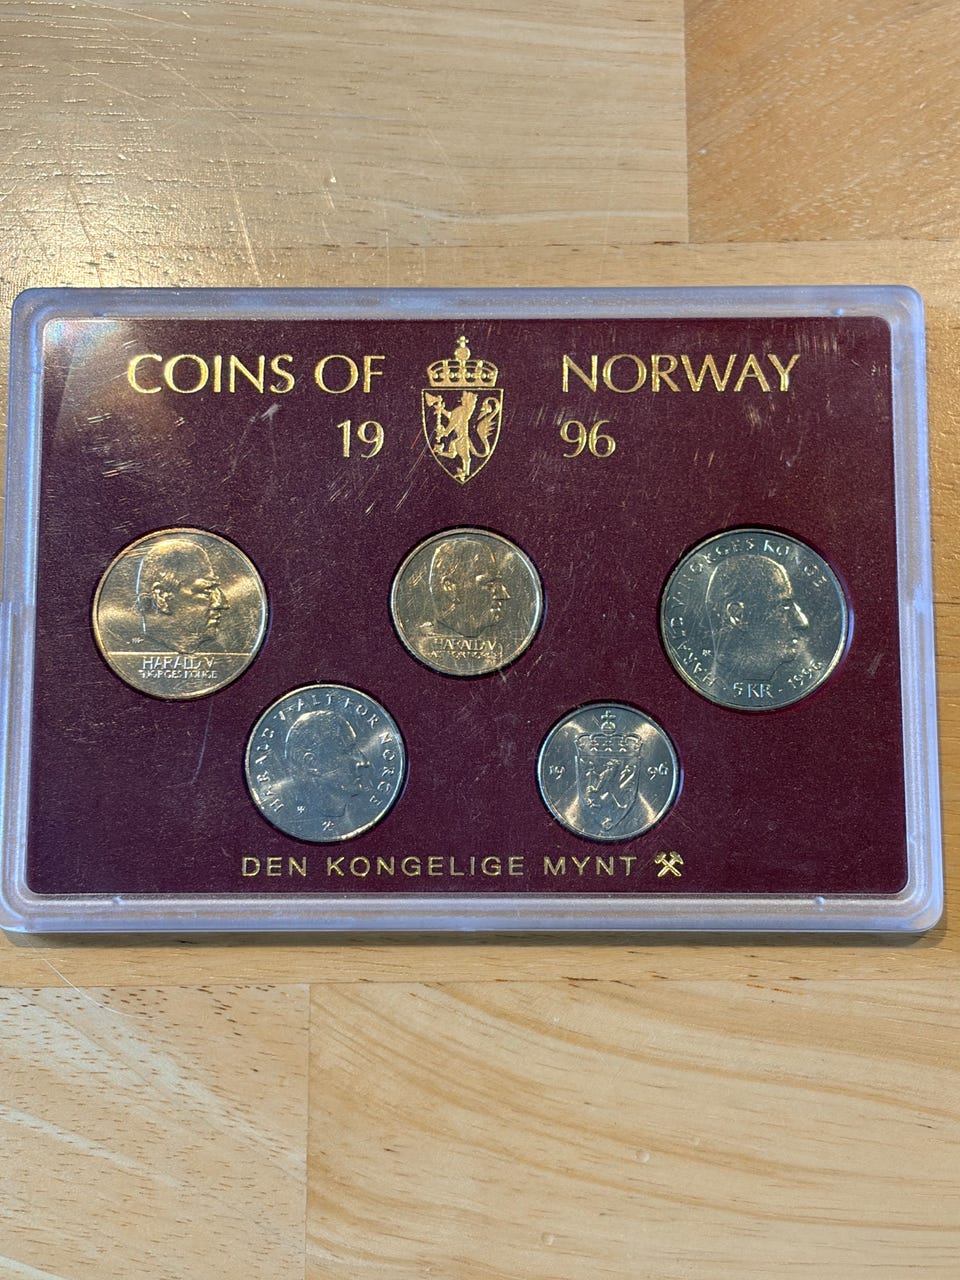 COINS OF NORWAY
19 96
HARALD V
NORGES KONGE
HARALD V
HARALD V · NORGES KONGE
· 5 KR · 1996
HARALD V · ALT FOR NORGE
19 96
DEN KONGELIGE MYNT